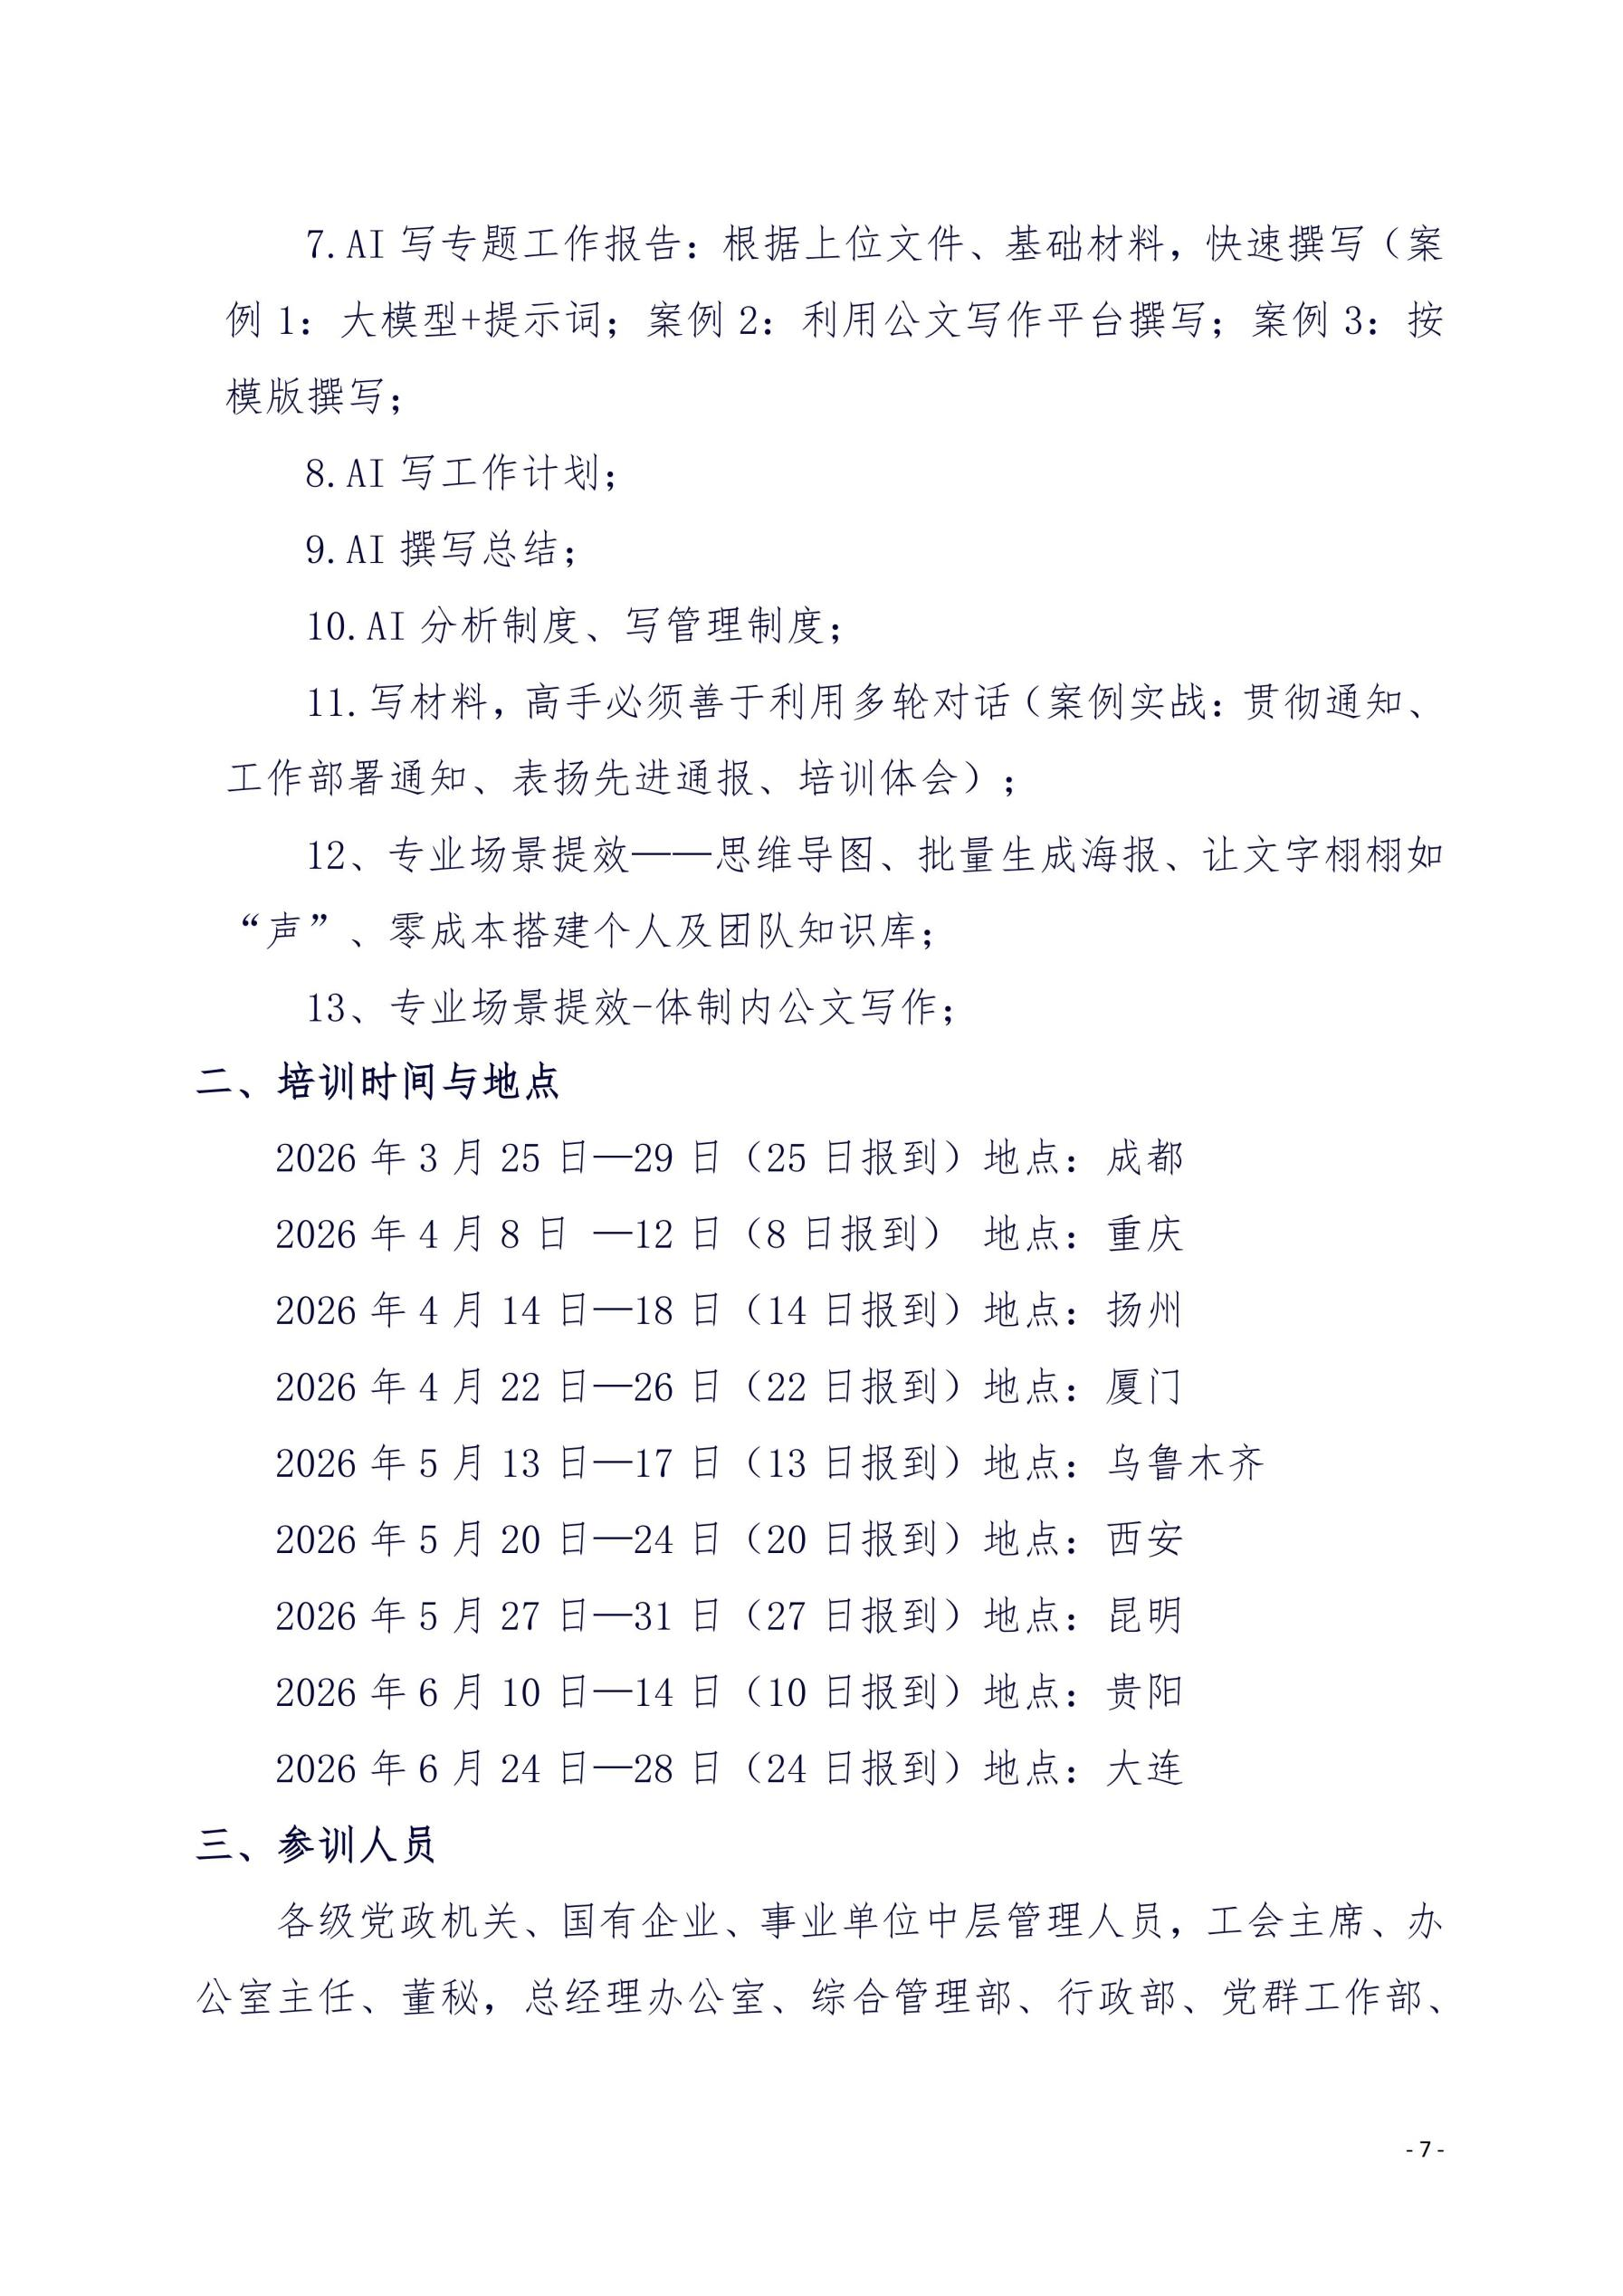 7.AI 写专题工作报告：根据上位文件、基础材料，快速撰写（案
例 1：大模型+提示词；案例 2：利用公文写作平台撰写；案例 3：按
模版撰写；
8.AI 写工作计划；
9.AI 撰写总结；
10.AI 分析制度、写管理制度；
11.写材料，高手必须善于利用多轮对话（案例实战：贯彻通知、
工作部署通知、表扬先进通报、培训体会）；
12、专业场景提效——思维导图、批量生成海报、让文字栩栩如
“声”、零成本搭建个人及团队知识库；
13、专业场景提效-体制内公文写作；
二、培训时间与地点
2026 年 3 月 25 日—29 日（25 日报到）地点：成都
2026 年 4 月 8 日 —12 日（8 日报到） 地点：重庆
2026 年 4 月 14 日—18 日（14 日报到）地点：扬州
2026 年 4 月 22 日—26 日（22 日报到）地点：厦门
2026 年 5 月 13 日—17 日（13 日报到）地点：乌鲁木齐
2026 年 5 月 20 日—24 日（20 日报到）地点：西安
2026 年 5 月 27 日—31 日（27 日报到）地点：昆明
2026 年 6 月 10 日—14 日（10 日报到）地点：贵阳
2026 年 6 月 24 日—28 日（24 日报到）地点：大连
三、参训人员
各级党政机关、国有企业、事业单位中层管理人员，工会主席、办
公室主任、董秘，总经理办公室、综合管理部、行政部、党群工作部、
- 7 -